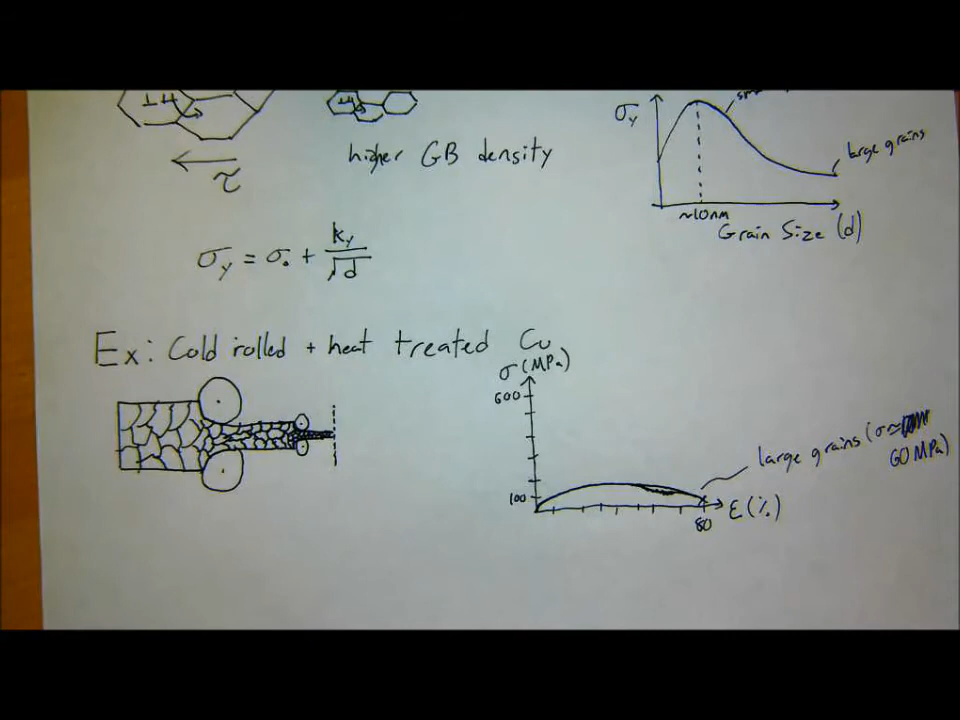 τ
higher GB density
σy
large grains
~10nm
Grain Size (d)
σy = σ₀ + ky/√d
Ex: Cold rolled + heat treated Cu
σ (MPa)
600
100
80
ε (%)
large grains (σ≈
60 MPa)